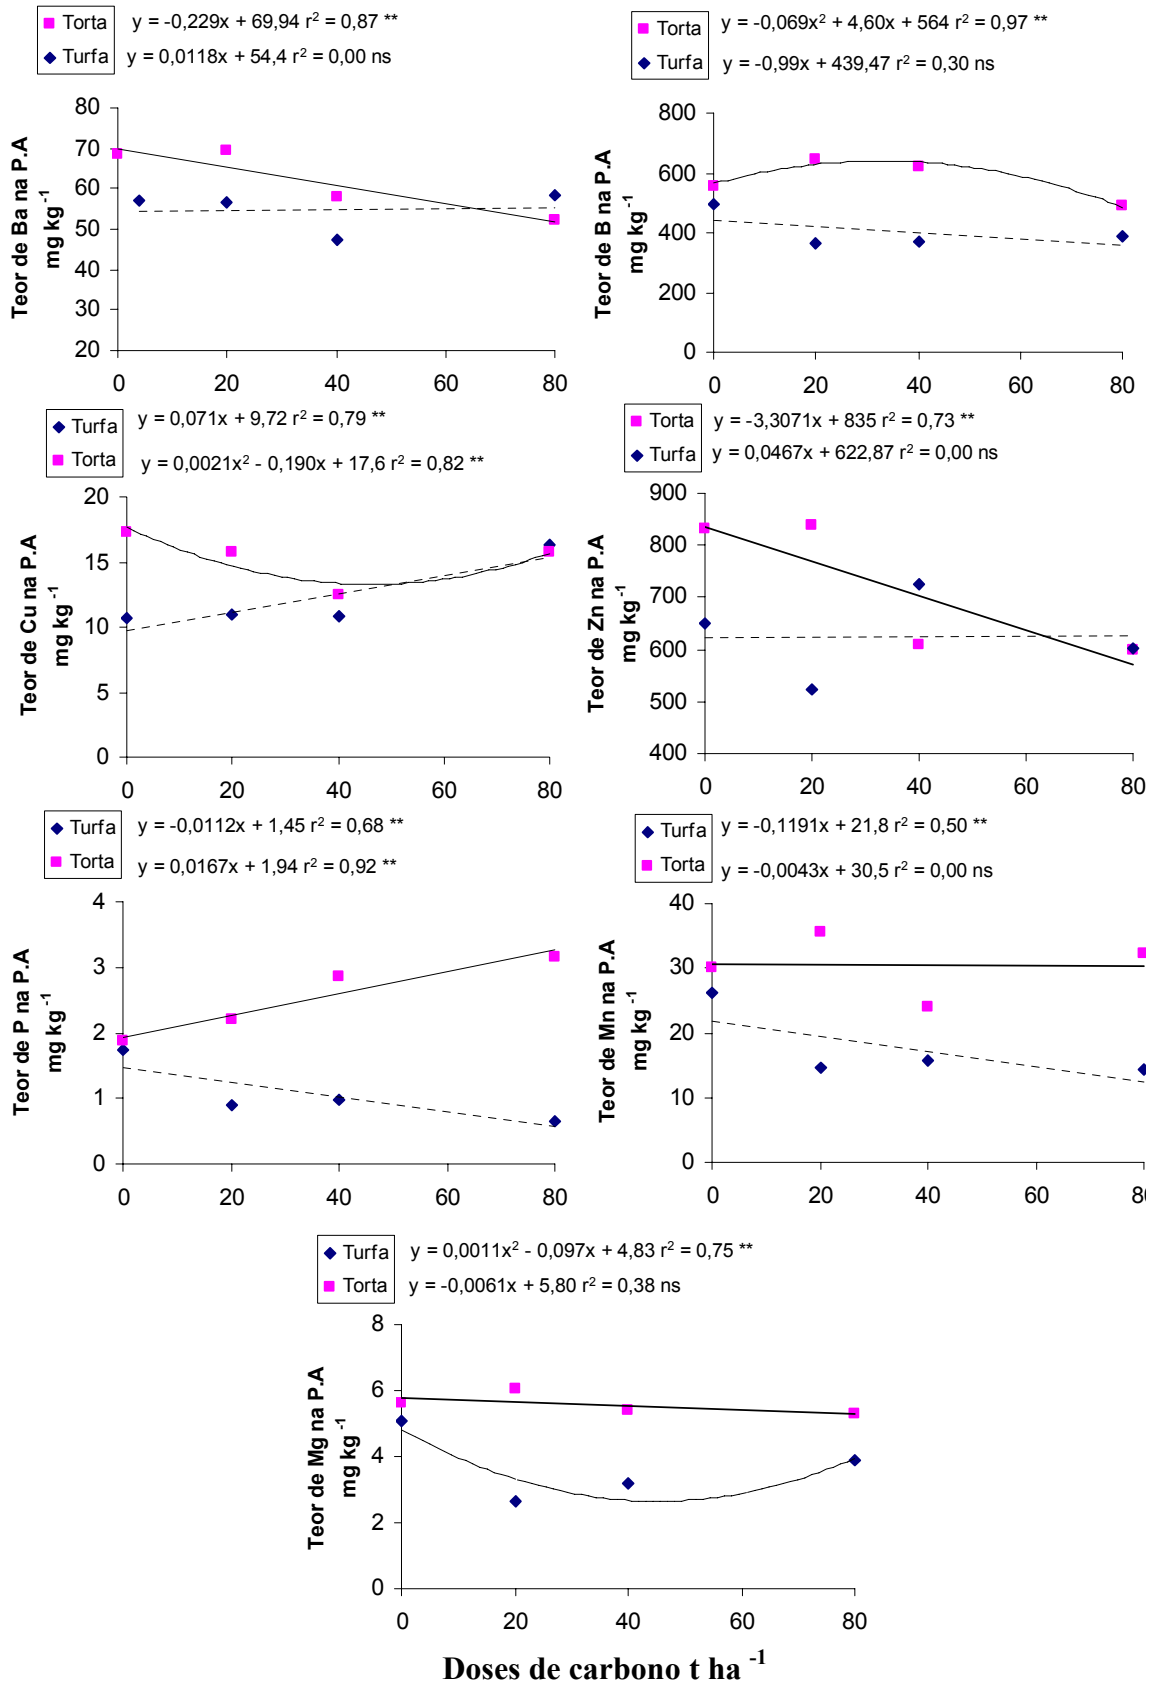 Torta y = -0,229x + 69,94 r² = 0,87 **
Turfa y = 0,0118x + 54,4 r² = 0,00 ns
Teor de Ba na P.A
mg kg⁻¹
80
70
60
50
40
30
20
0 20 40 60 80
Torta y = -0,069x² + 4,60x + 564 r² = 0,97 **
Turfa y = -0,99x + 439,47 r² = 0,30 ns
Teor de B na P.A
mg kg⁻¹
800
600
400
200
0
0 20 40 60 80
Turfa y = 0,071x + 9,72 r² = 0,79 **
Torta y = 0,0021x² - 0,190x + 17,6 r² = 0,82 **
Teor de Cu na P.A
mg kg⁻¹
20
15
10
5
0
0 20 40 60 80
Torta y = -3,3071x + 835 r² = 0,73 **
Turfa y = 0,0467x + 622,87 r² = 0,00 ns
Teor de Zn na P.A
mg kg⁻¹
900
800
700
600
500
400
0 20 40 60 80
Turfa y = -0,0112x + 1,45 r² = 0,68 **
Torta y = 0,0167x + 1,94 r² = 0,92 **
Teor de P na P.A
mg kg⁻¹
4
3
2
1
0
0 20 40 60 80
Turfa y = -0,1191x + 21,8 r² = 0,50 **
Torta y = -0,0043x + 30,5 r² = 0,00 ns
Teor de Mn na P.A
mg kg⁻¹
40
30
20
10
0
0 20 40 60 80
Turfa y = 0,0011x² - 0,097x + 4,83 r² = 0,75 **
Torta y = -0,0061x + 5,80 r² = 0,38 ns
Teor de Mg na P.A
mg kg⁻¹
8
6
4
2
0
0 20 40 60 80
Doses de carbono t ha ⁻¹